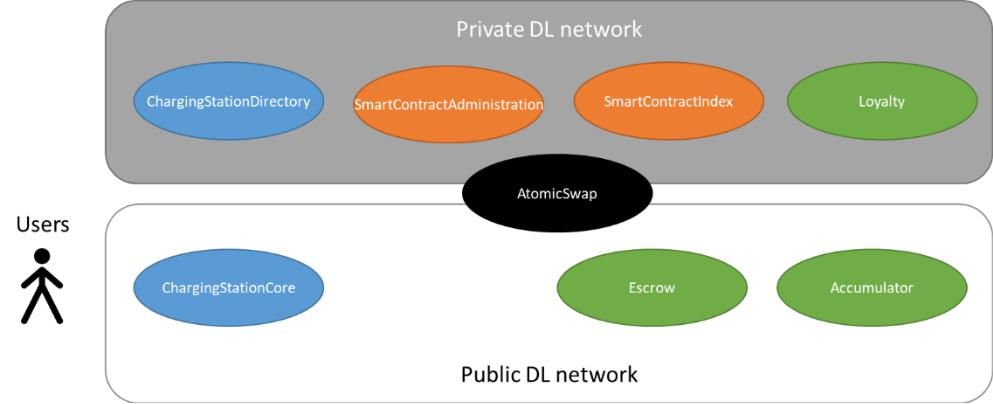 Private DL network
ChargingStationDirectory
SmartContractAdministration
SmartContractIndex
Loyalty
AtomicSwap
Users
ChargingStationCore
Escrow
Accumulator
Public DL network